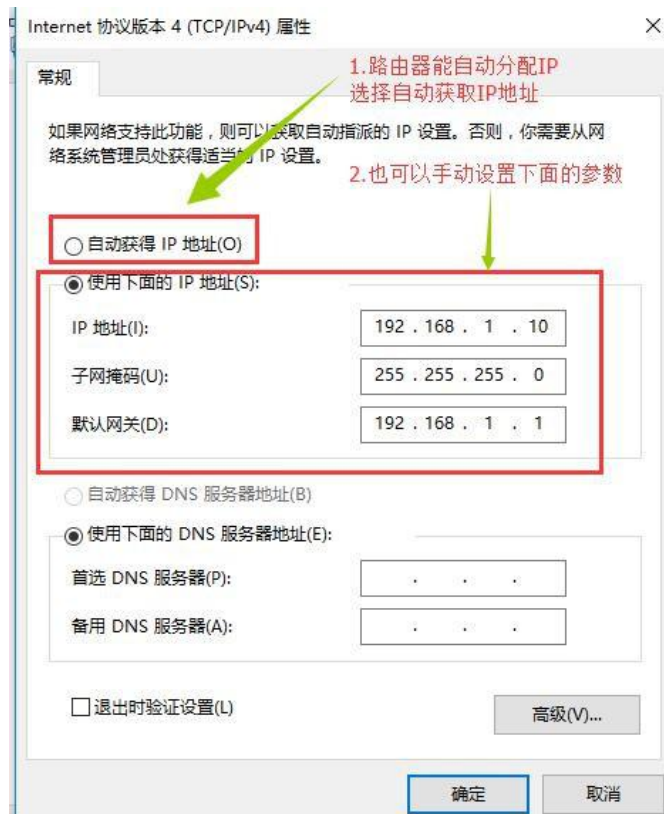 Internet 协议版本 4 (TCP/IPv4) 属性
常规
1.路由器能自动分配IP
选择自动获取IP地址
如果网络支持此功能，则可以获取自动指派的 IP 设置。否则，你需要从网
络系统管理员处获得适当的 IP 设置。
2.也可以手动设置下面的参数
自动获得 IP 地址(O)
使用下面的 IP 地址(S):
IP 地址(I): 192 . 168 . 1 . 10
子网掩码(U): 255 . 255 . 255 . 0
默认网关(D): 192 . 168 . 1 . 1
自动获得 DNS 服务器地址(B)
使用下面的 DNS 服务器地址(E):
首选 DNS 服务器(P): . . .
备用 DNS 服务器(A): . . .
退出时验证设置(L)
高级(V)...
确定 取消